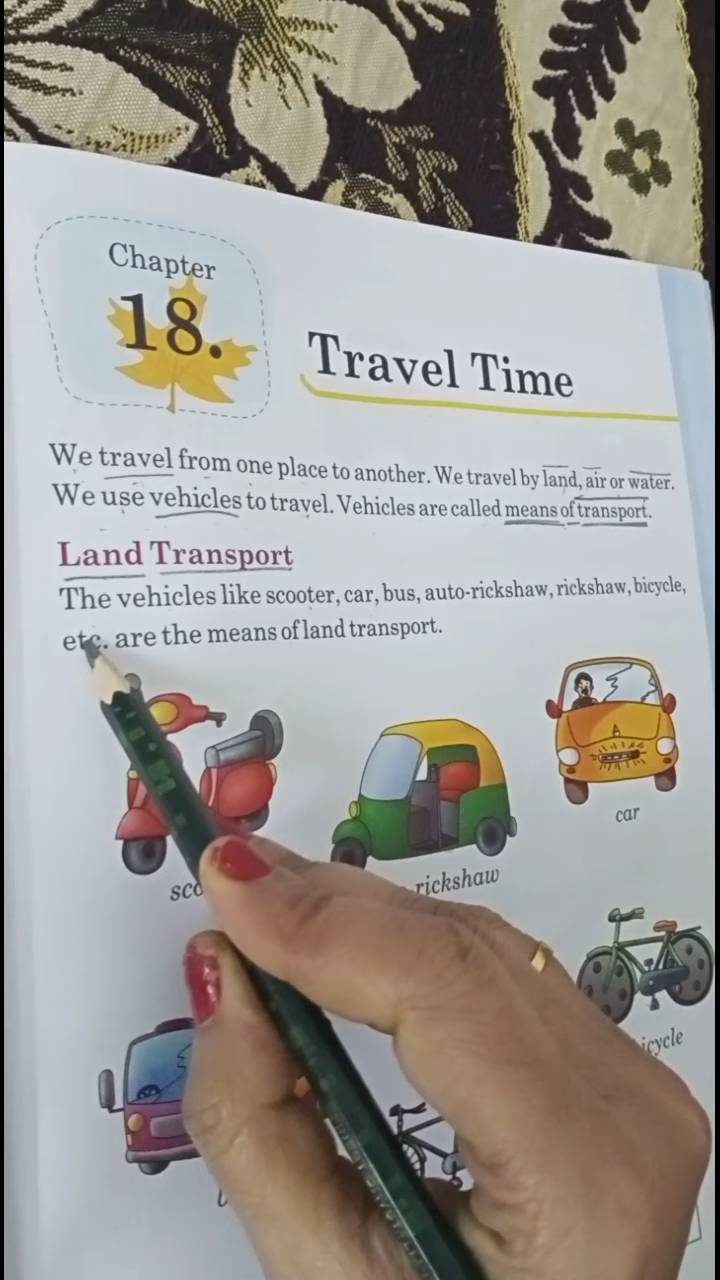 Chapter
18.
Travel Time
We travel from one place to another. We travel by land, air or water.
We use vehicles to travel. Vehicles are called means of transport.
Land Transport
The vehicles like scooter, car, bus, auto-rickshaw, rickshaw, bicycle,
etc. are the means of land transport.
car
rickshaw